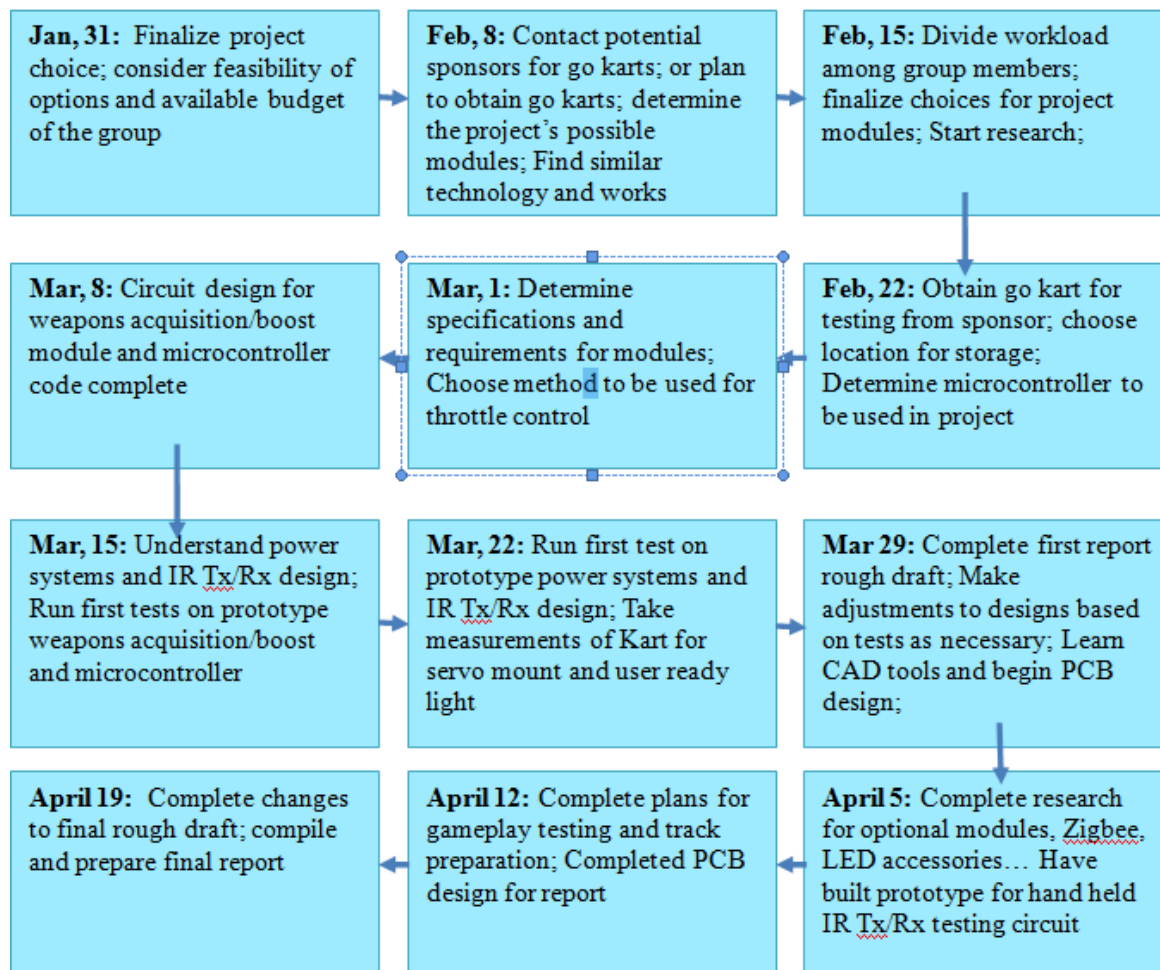 Jan, 31:  Finalize project
choice; consider feasibility of
options and available budget
of the group
Feb, 8: Contact potential
sponsors for go karts; or plan
to obtain go karts; determine
the project’s possible
modules; Find similar
technology and works
Feb, 15: Divide workload
among group members;
finalize choices for project
modules; Start research;
Feb, 22: Obtain go kart for
testing from sponsor; choose
location for storage;
Determine microcontroller to
be used in project
Mar, 1: Determine
specifications and
requirements for modules;
Choose method to be used for
throttle control
Mar, 8: Circuit design for
weapons acquisition/boost
module and microcontroller
code complete
Mar, 15: Understand power
systems and IR Tx/Rx design;
Run first tests on prototype
weapons acquisition/boost
and microcontroller
Mar, 22: Run first test on
prototype power systems and
IR Tx/Rx design; Take
measurements of Kart for
servo mount and user ready
light
Mar 29: Complete first report
rough draft; Make
adjustments to designs based
on tests as necessary; Learn
CAD tools and begin PCB
design;
April 5: Complete research
for optional modules, Zigbee,
LED accessories… Have
built prototype for hand held
IR Tx/Rx testing circuit
April 12: Complete plans for
gameplay testing and track
preparation; Completed PCB
design for report
April 19:  Complete changes
to final rough draft; compile
and prepare final report